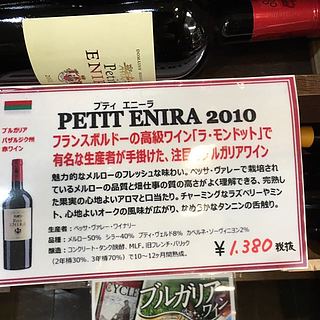 Petit
ENIRA
プティ エニーラ
PETIT ENIRA 2010
ブルガリア
パザルジク州
赤ワイン
フランスボルドーの高級ワイン「ラ・モンドット」で
有名な生産者が手掛けた、注目ブルガリアワイン
魅力的なメルローのフレッシュな味わい。ベッサ・ヴァレーで栽培され
ているメルローの品質と畑仕事の質の高さがよく理解できる、完熟し
た果実の心地よいアロマと口当たり。チャーミングなラズベリーやミン
ト、心地よいオークの風味が広がり、なめらかなタンニンの舌触り。
生産者：ベッサ・ヴァレー・ワイナリー
品種：メルロー50% シラー40% プティ・ヴェルド8% カベルネ・ソーヴィニヨン2%
醸造：コンクリート・タンク発酵、MLF、旧フレンチ・バリック
(2年樽30%、3年樽70%)で10～12ヶ月間熟成。
¥1,380 税抜
ENIRA
CYCLE
ブルガリア
ワイン